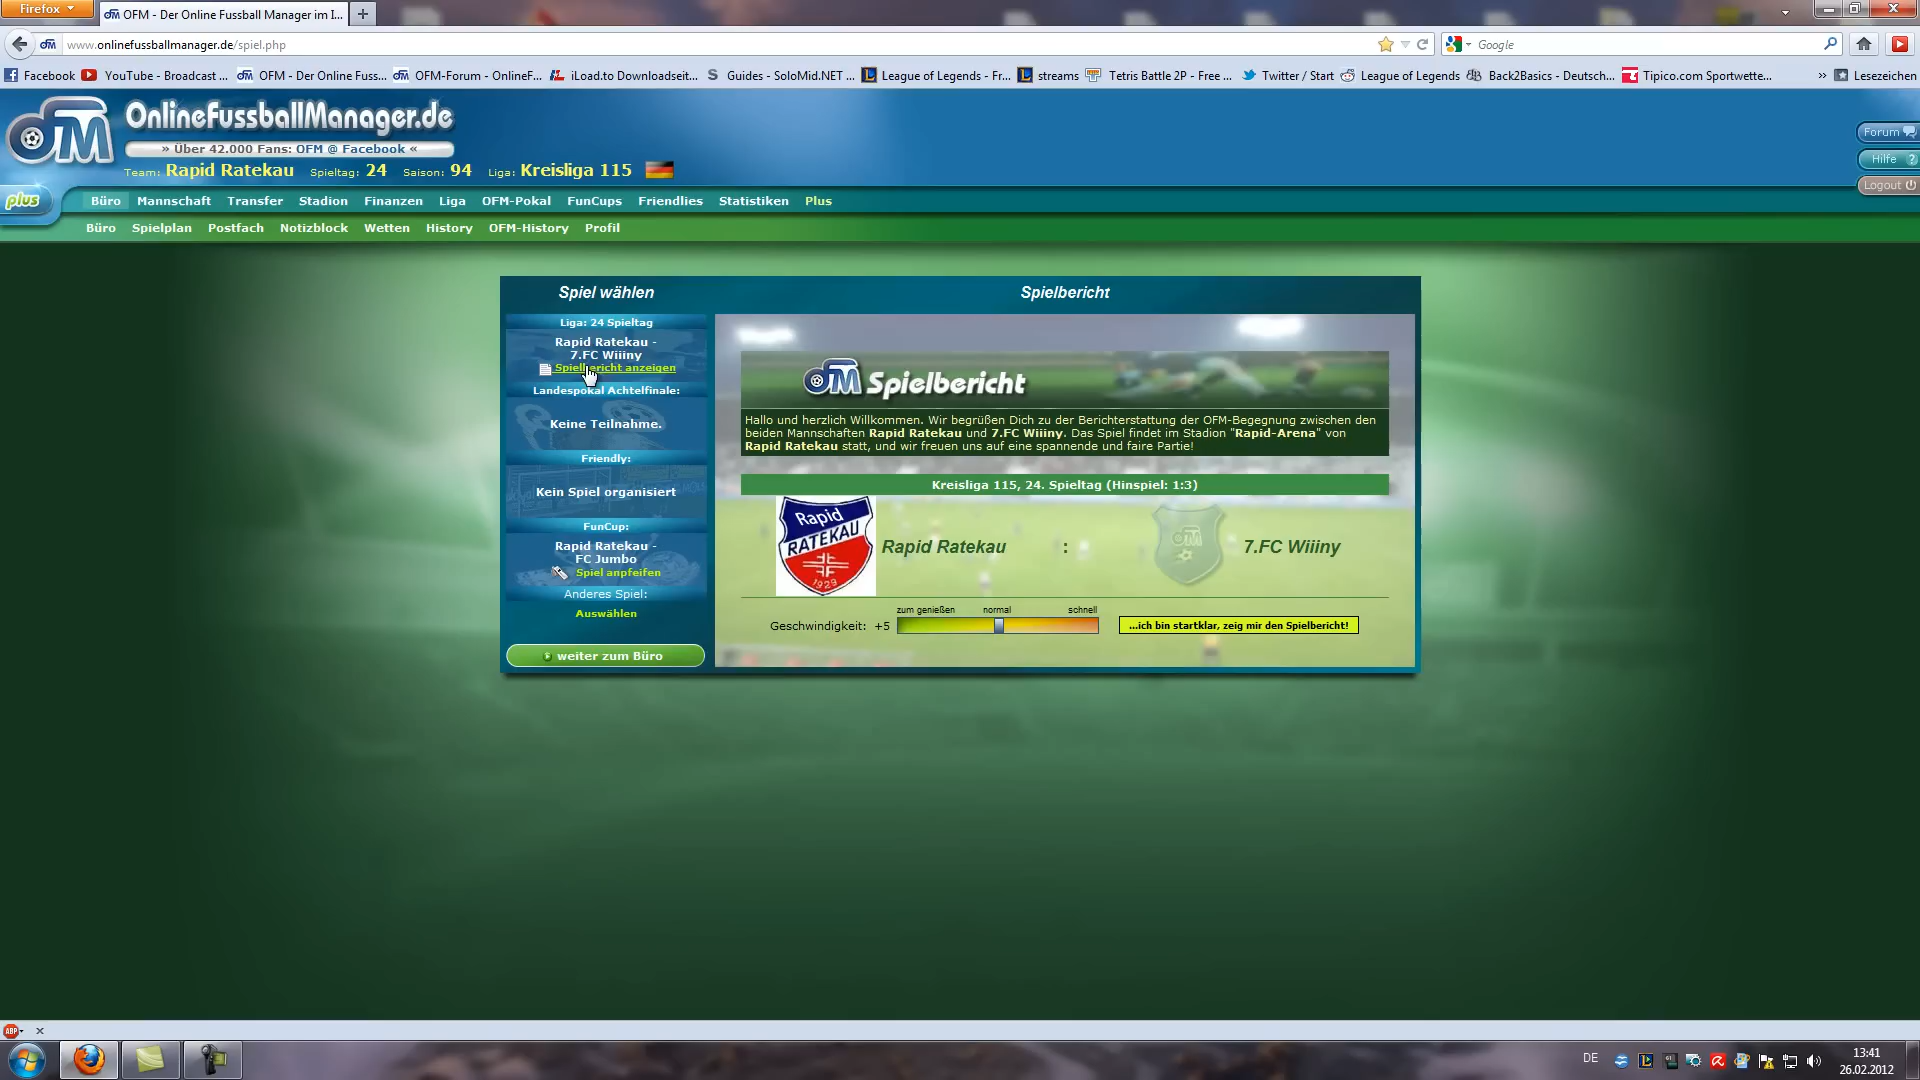 Firefox
OFM - Der Online Fussball Manager im I...
www.onlinefussballmanager.de/spiel.php
Google
Facebook YouTube - Broadcast ... OFM - Der Online Fuss... OFM-Forum - OnlineF... iLoad.to Downloadseit... Guides - SoloMid.NET ... League of Legends - Fr... streams Tetris Battle 2P - Free ... Twitter / Start League of Legends Back2Basics - Deutsch... Tipico.com Sportwette... » Lesezeichen
OFM OnlineFussballManager.de
» Über 42.000 Fans: OFM @ Facebook «
Team: Rapid Ratekau Spieltag: 24 Saison: 94 Liga: Kreisliga 115
Forum
Hilfe ?
Logout
plus
Büro Mannschaft Transfer Stadion Finanzen Liga OFM-Pokal FunCups Friendlies Statistiken Plus
Büro Spielplan Postfach Notizblock Wetten History OFM-History Profil
Spiel wählen
Liga: 24 Spieltag
Rapid Ratekau -
7.FC Wiiiny
Spielbericht anzeigen
Landespokal Achtelfinale:
Keine Teilnahme.
Friendly:
Kein Spiel organisiert
FunCup:
Rapid Ratekau -
FC Jumbo
Spiel anpfeifen
Anderes Spiel:
Auswählen
weiter zum Büro
Spielbericht
OFM Spielbericht
Hallo und herzlich Willkommen. Wir begrüßen Dich zu der Berichterstattung der OFM-Begegnung zwischen den
beiden Mannschaften Rapid Ratekau und 7.FC Wiiiny. Das Spiel findet im Stadion "Rapid-Arena" von
Rapid Ratekau statt, und wir freuen uns auf eine spannende und faire Partie!
Kreisliga 115, 24. Spieltag (Hinspiel: 1:3)
Rapid
RATEKAU
1929
Rapid Ratekau : 7.FC Wiiiny
OFM
zum genießen normal schnell
Geschwindigkeit: +5
...ich bin startklar, zeig mir den Spielbericht!
ABP
DE
13:41
26.02.2012